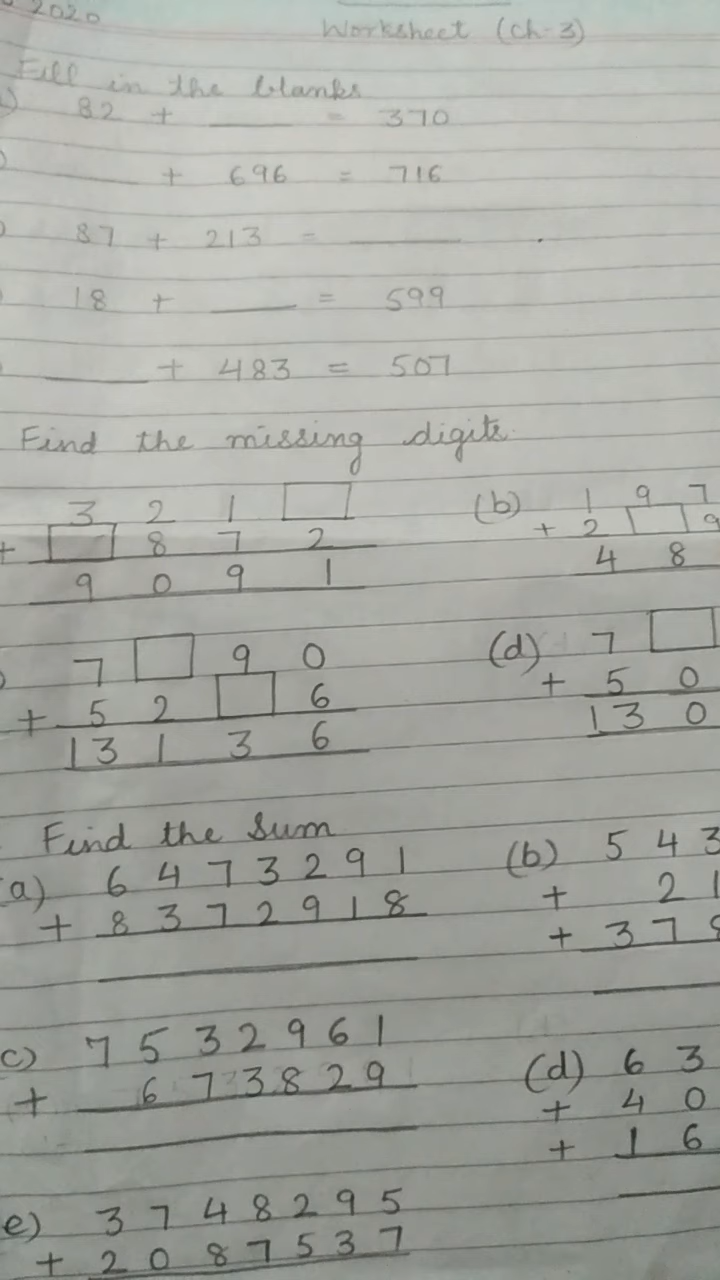 2020
Worksheet (Ch-3)
Fill in the blanks
82 + ____ = 370
____ + 696 = 716
87 + 213 = ____
18 + ____ = 599
____ + 483 = 507
Find the missing digits
3 2 1 □ (b) 1 9 7
+ □ 8 7 2 + 2 □ 9
9 0 9 1 4 8
7 □ 9 0 (d) 7 □
+ 5 2 □ 6 + 5 0
13 1 3 6 13 0
Find the Sum
(a) 6 4 7 3 2 9 1 (b) 5 4 3
+ 8 3 7 2 9 1 8 + 2 1
+ 3 7 8
c) 7 5 3 2 9 6 1 (d) 6 3
+ 6 7 3 8 2 9 + 4 0
+ 1 6
e) 3 7 4 8 2 9 5
+ 2 0 8 7 5 3 7